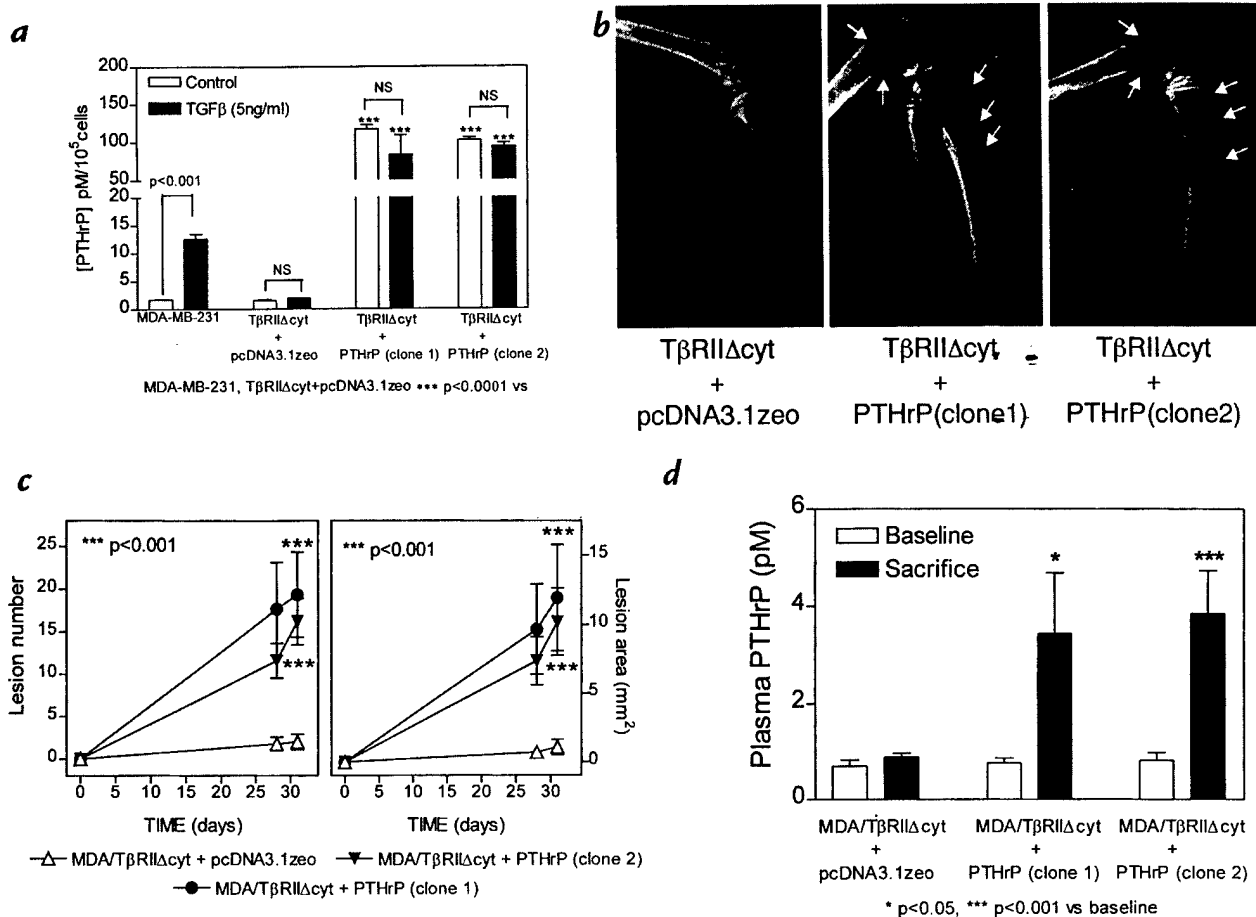 a
[PTHrP] pM/10⁵cells
200
150
100
50
20
15
10
5
0
Control
TGFβ (5ng/ml)
p<0.001
NS
NS
***
***
NS
***
***
MDA-MB-231
TβRIIΔcyt
+
pcDNA3.1zeo
TβRIIΔcyt
+
PTHrP (clone 1)
TβRIIΔcyt
+
PTHrP (clone 2)
MDA-MB-231, TβRIIΔcyt+pcDNA3.1zeo *** p<0.0001 vs
b
TβRIIΔcyt
+
pcDNA3.1zeo
TβRIIΔcyt
+
PTHrP(clone1)
TβRIIΔcyt
+
PTHrP(clone2)
c
Lesion number
25
20
15
10
5
0
*** p<0.001
***
***
0 5 10 15 20 25 30
TIME (days)
*** p<0.001
***
***
15
10
5
0
Lesion area (mm²)
0 5 10 15 20 25 30
TIME (days)
MDA/TβRIIΔcyt + pcDNA3.1zeo
MDA/TβRIIΔcyt + PTHrP (clone 2)
MDA/TβRIIΔcyt + PTHrP (clone 1)
d
Plasma PTHrP (pM)
6
4
2
0
Baseline
Sacrifice
*
***
MDA/TβRIIΔcyt
+
pcDNA3.1zeo
MDA/TβRIIΔcyt
+
PTHrP (clone 1)
MDA/TβRIIΔcyt
+
PTHrP (clone 2)
* p<0.05, *** p<0.001 vs baseline